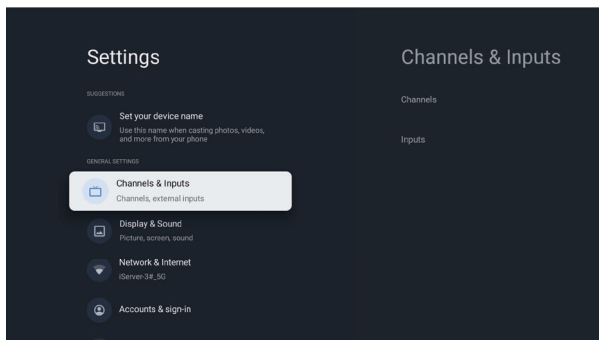 Settings
SUGGESTIONS
Set your device name
Use this name when casting photos, videos,
and more from your phone
GENERAL SETTINGS
Channels & Inputs
Channels, external inputs
Display & Sound
Picture, screen, sound
Network & Internet
iServer-3#_5G
Accounts & sign-in
Channels & Inputs
Channels
Inputs